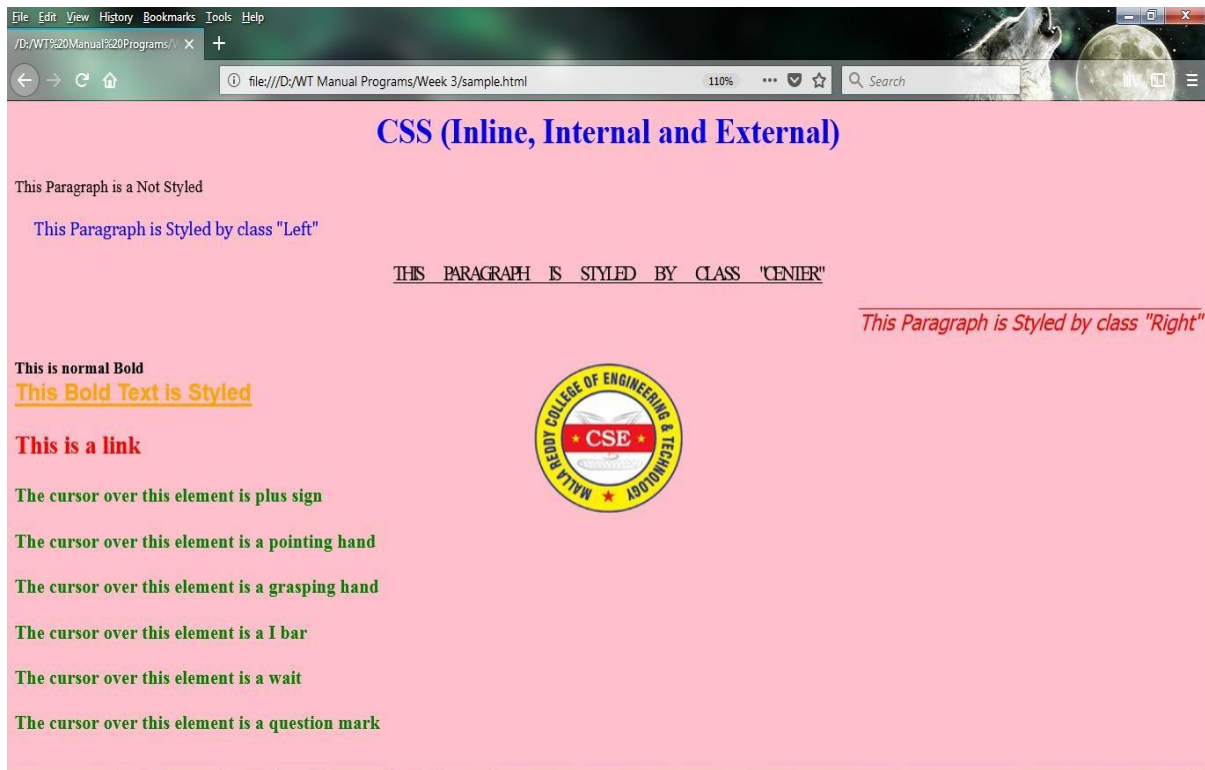 File Edit View History Bookmarks Tools Help
/D:/WT%20Manual%20Programs/
file:///D:/WT Manual Programs/Week 3/sample.html
110%
Search
CSS (Inline, Internal and External)
This Paragraph is a Not Styled
This Paragraph is Styled by class "Left"
THIS PARAGRAPH IS STYLED BY CLASS "CENTER"
This Paragraph is Styled by class "Right"
This is normal Bold
This Bold Text is Styled
MALLA REDDY COLLEGE OF ENGINEERING & TECHNOLOGY
CSE
This is a link
The cursor over this element is plus sign
The cursor over this element is a pointing hand
The cursor over this element is a grasping hand
The cursor over this element is a I bar
The cursor over this element is a wait
The cursor over this element is a question mark